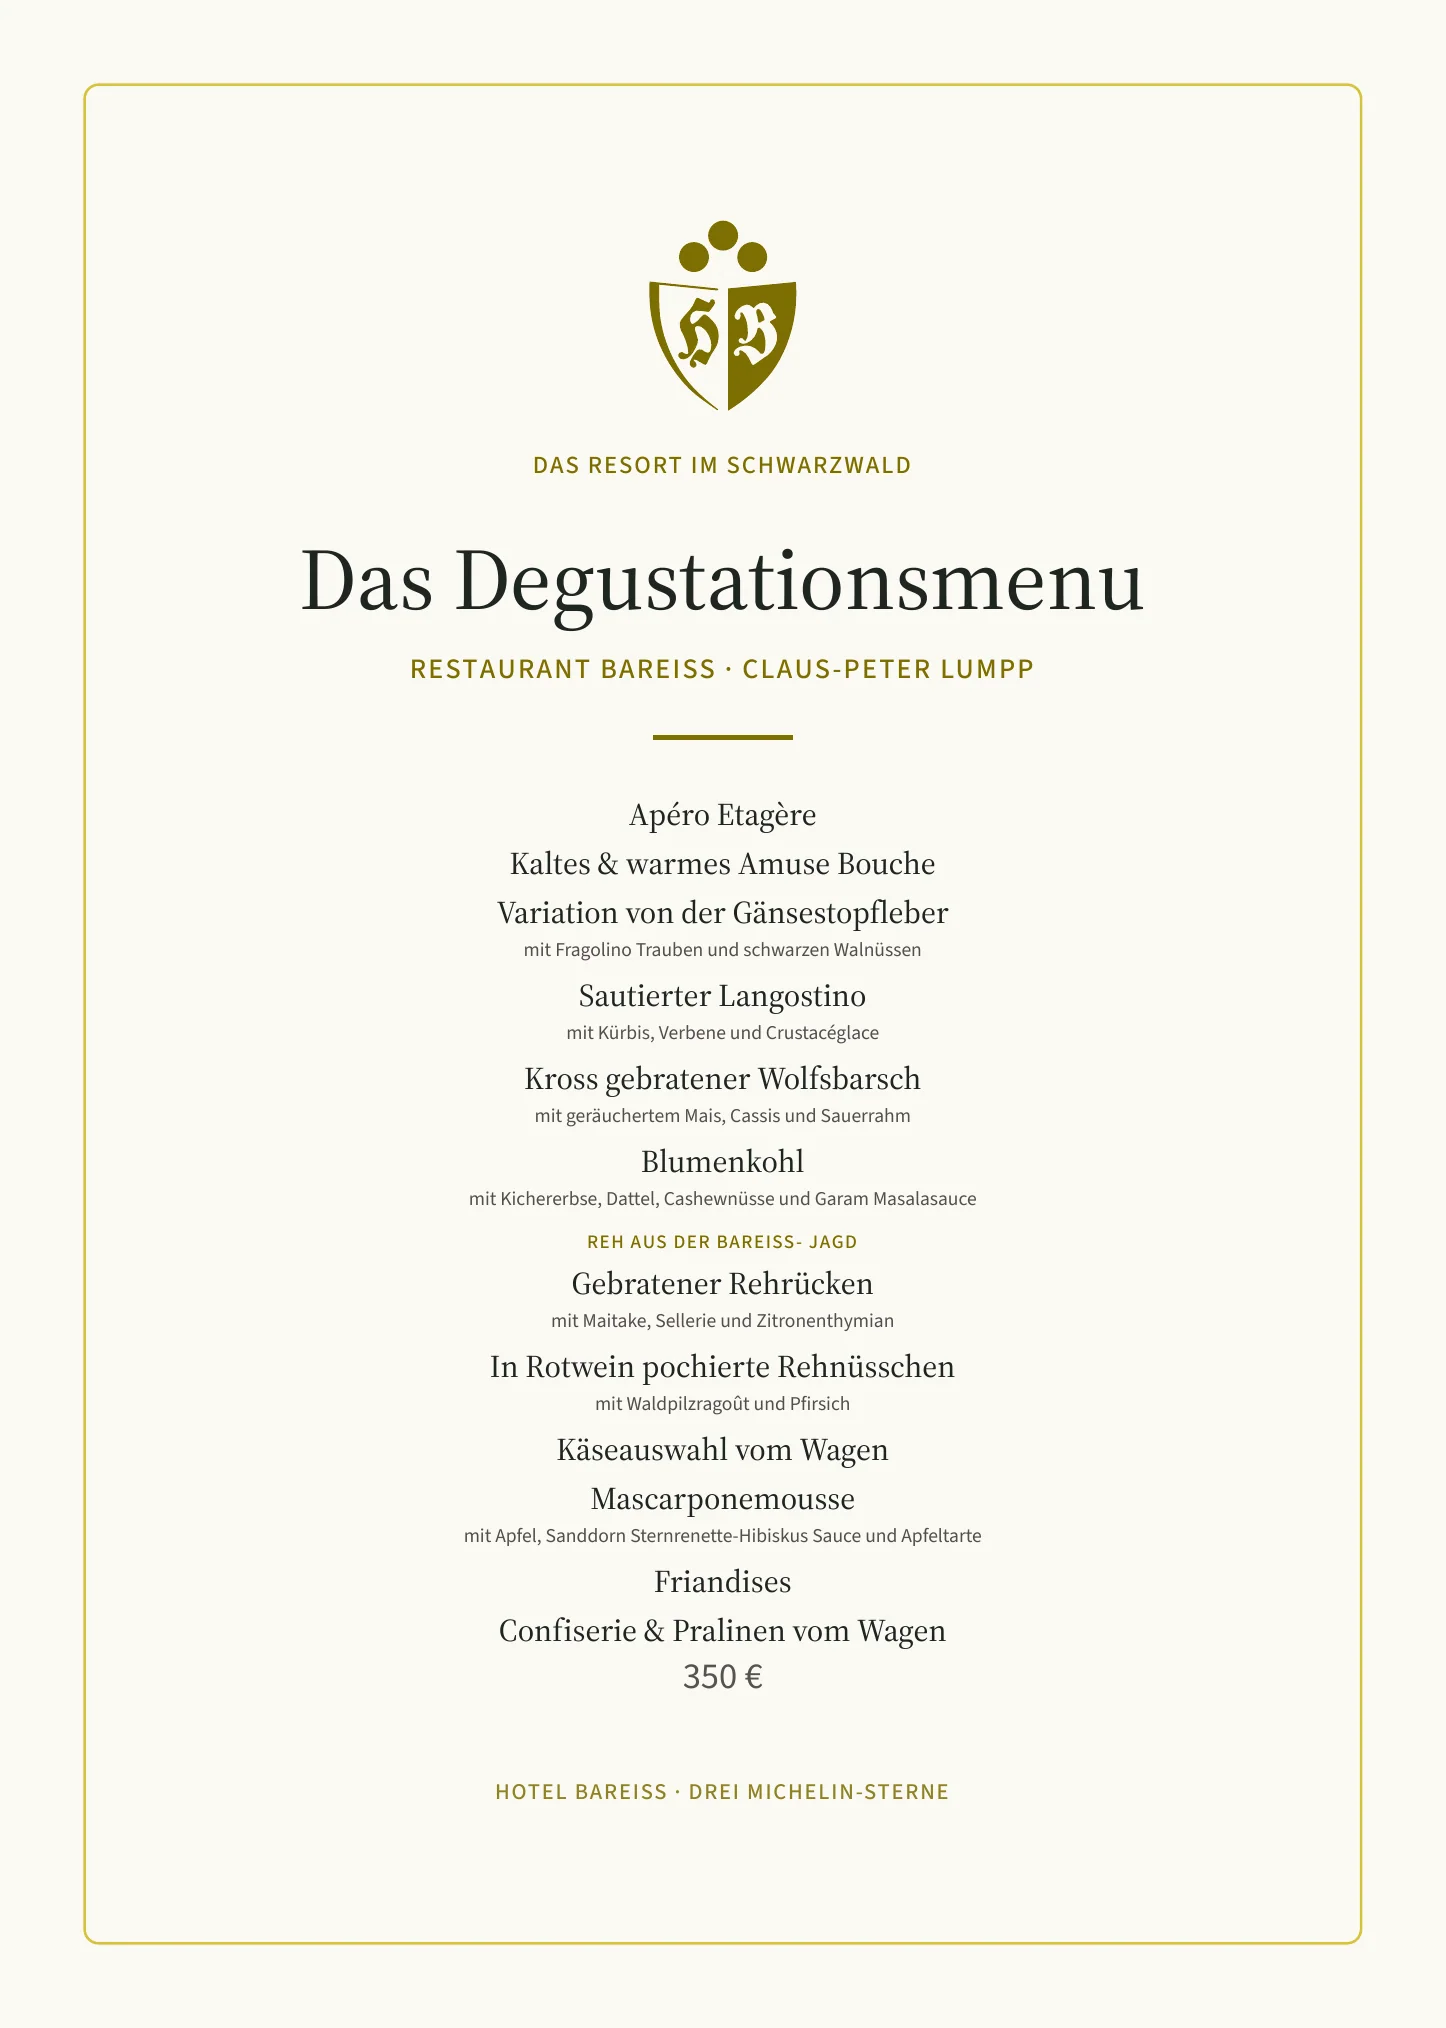 H B
DAS RESORT IM SCHWARZWALD
Das Degustationsmenu
RESTAURANT BAREISS · CLAUS-PETER LUMPP
Apéro Etagère
Kaltes & warmes Amuse Bouche
Variation von der Gänsestopfleber
mit Fragolino Trauben und schwarzen Walnüssen
Sautierter Langostino
mit Kürbis, Verbene und Crustacéglace
Kross gebratener Wolfsbarsch
mit geräuchertem Mais, Cassis und Sauerrahm
Blumenkohl
mit Kichererbse, Dattel, Cashewnüsse und Garam Masalasauce
REH AUS DER BAREISS- JAGD
Gebratener Rehrücken
mit Maitake, Sellerie und Zitronenthymian
In Rotwein pochierte Rehnüsschen
mit Waldpilzragoût und Pfirsich
Käseauswahl vom Wagen
Mascarponemousse
mit Apfel, Sanddorn Sternrenette-Hibiskus Sauce und Apfeltarte
Friandises
Confiserie & Pralinen vom Wagen
350 €
HOTEL BAREISS · DREI MICHELIN-STERNE